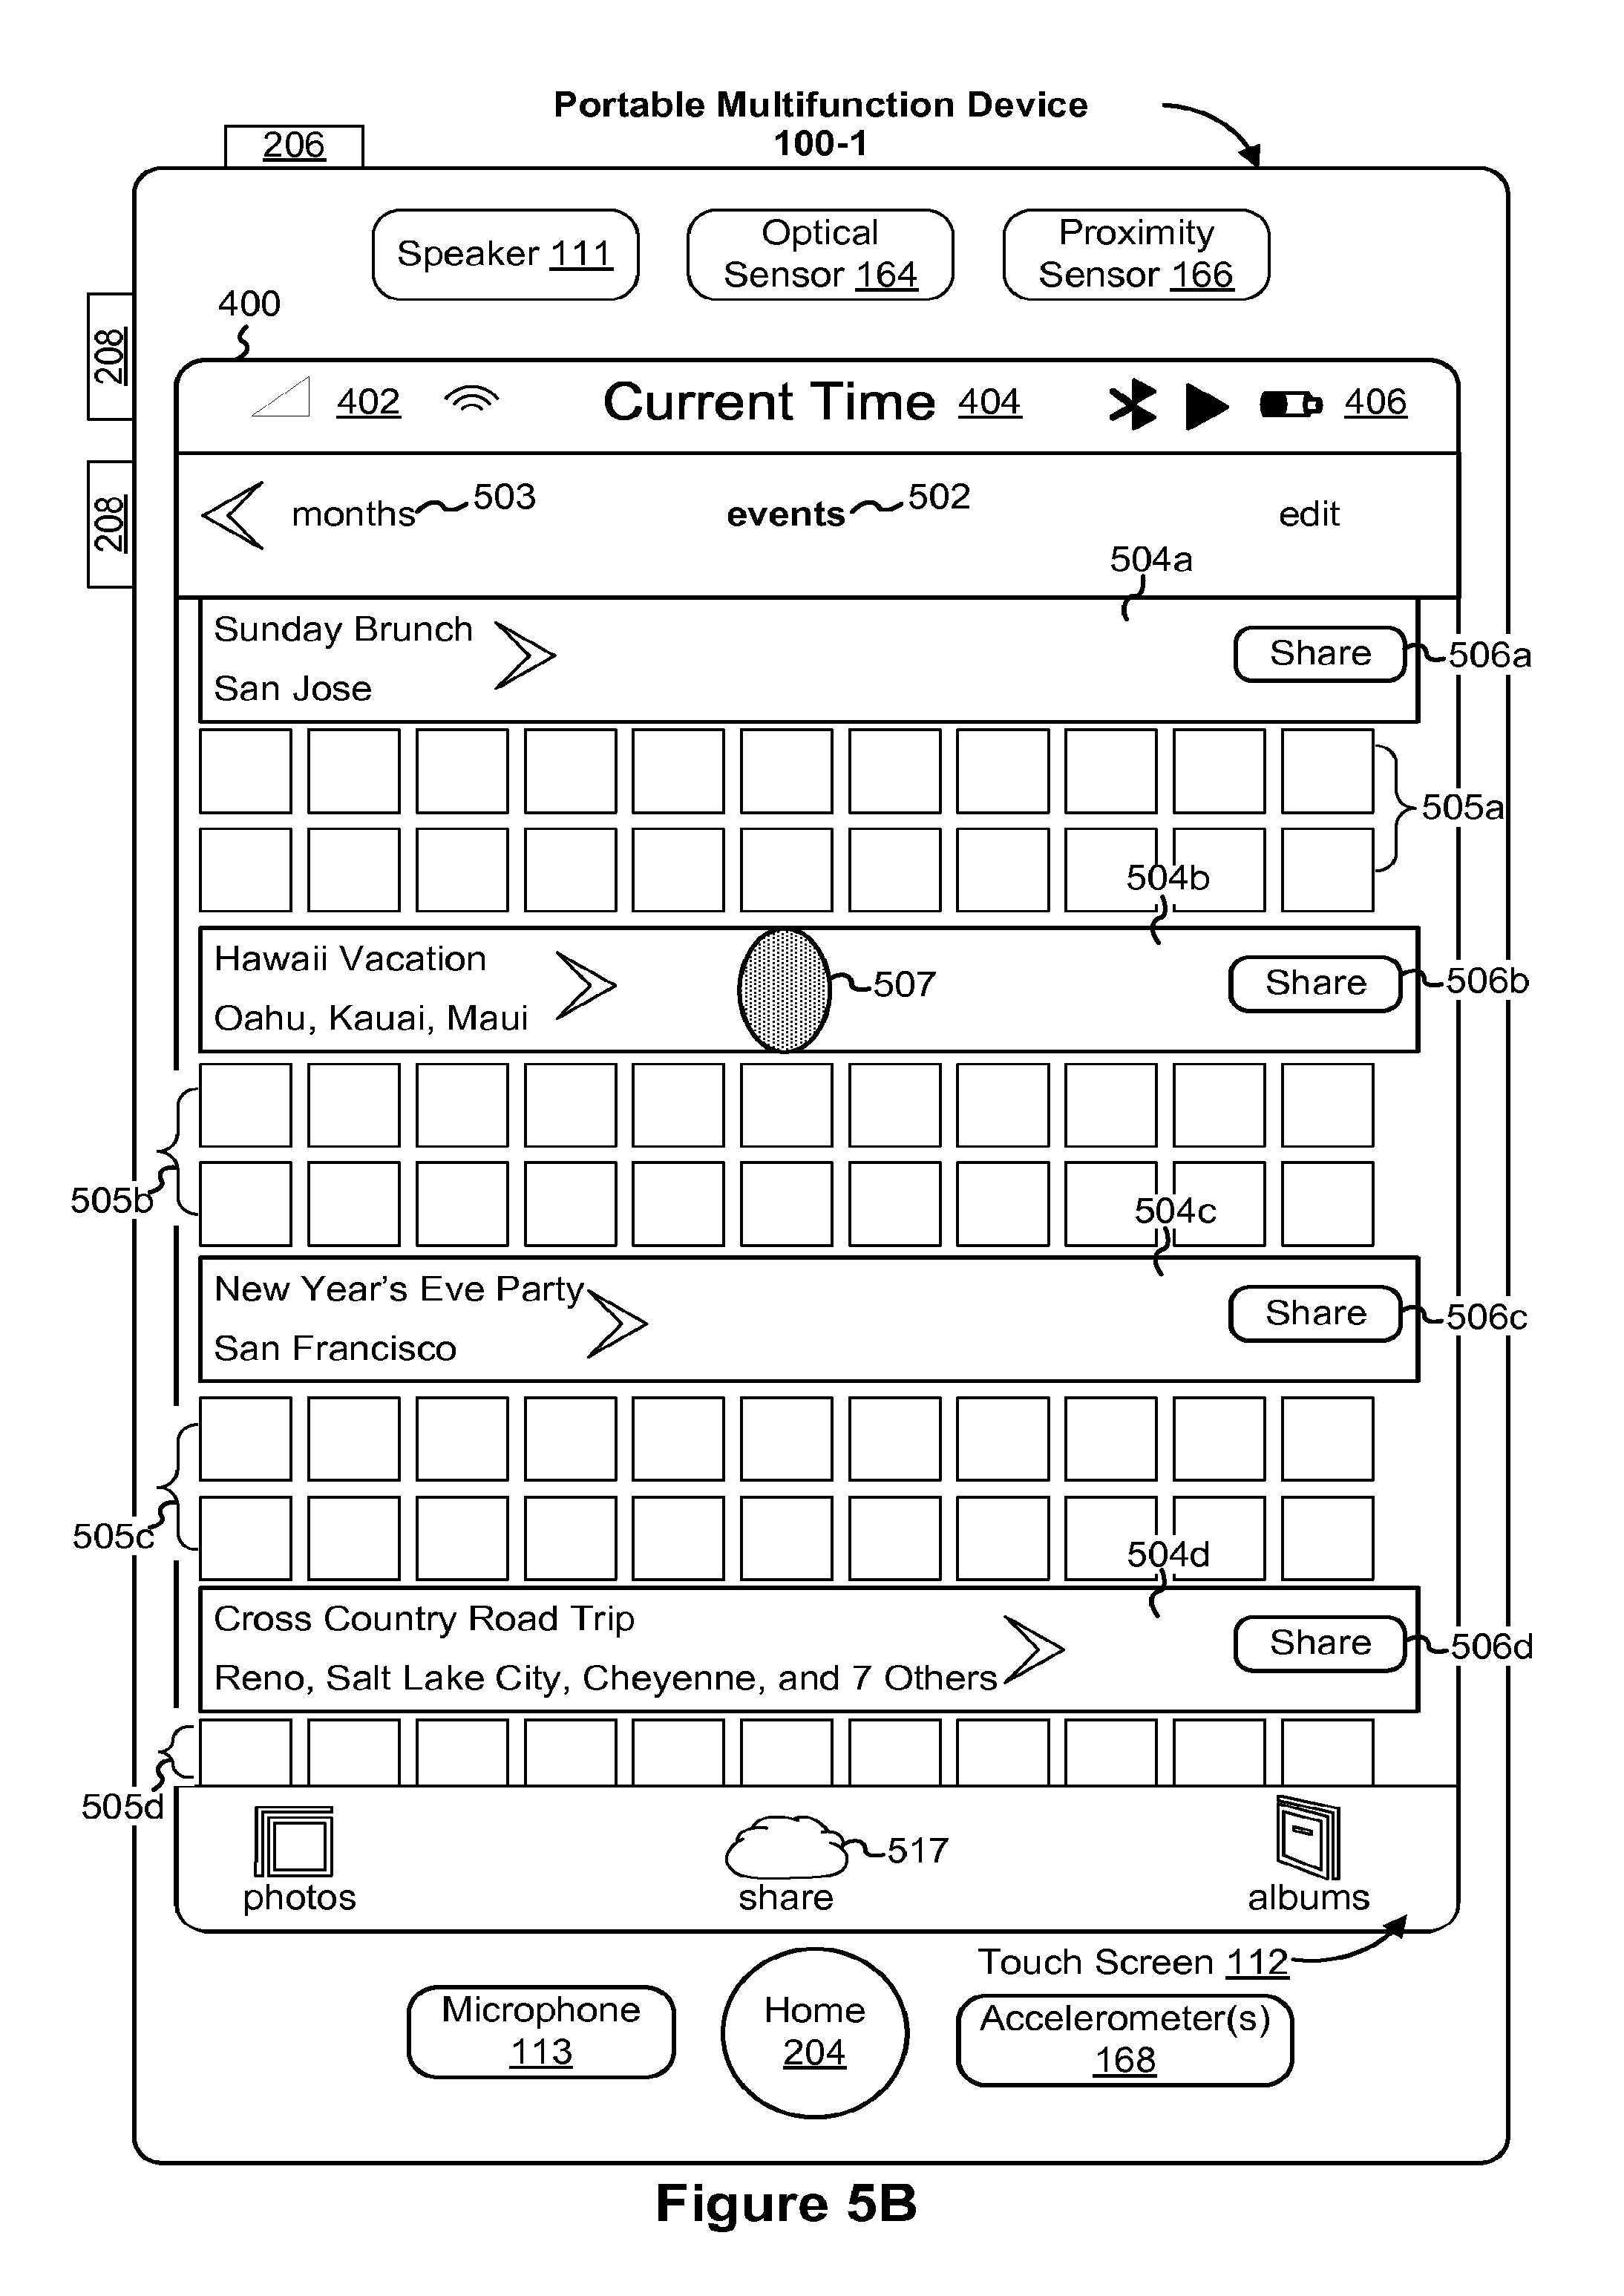 Portable Multifunction Device
100-1
206
Speaker 111
Optical
Sensor 164
Proximity
Sensor 166
208
400
402
Current Time 404
406
208
months
503
events
502
edit
504a
Sunday Brunch
San Jose
Share
506a
505a
504b
Hawaii Vacation
Oahu, Kauai, Maui
507
Share
506b
505b
504c
New Year's Eve Party
San Francisco
Share
506c
505c
504d
Cross Country Road Trip
Reno, Salt Lake City, Cheyenne, and 7 Others
Share
506d
505d
photos
517
share
albums
Touch Screen 112
Microphone
113
Home
204
Accelerometer(s)
168
Figure 5B